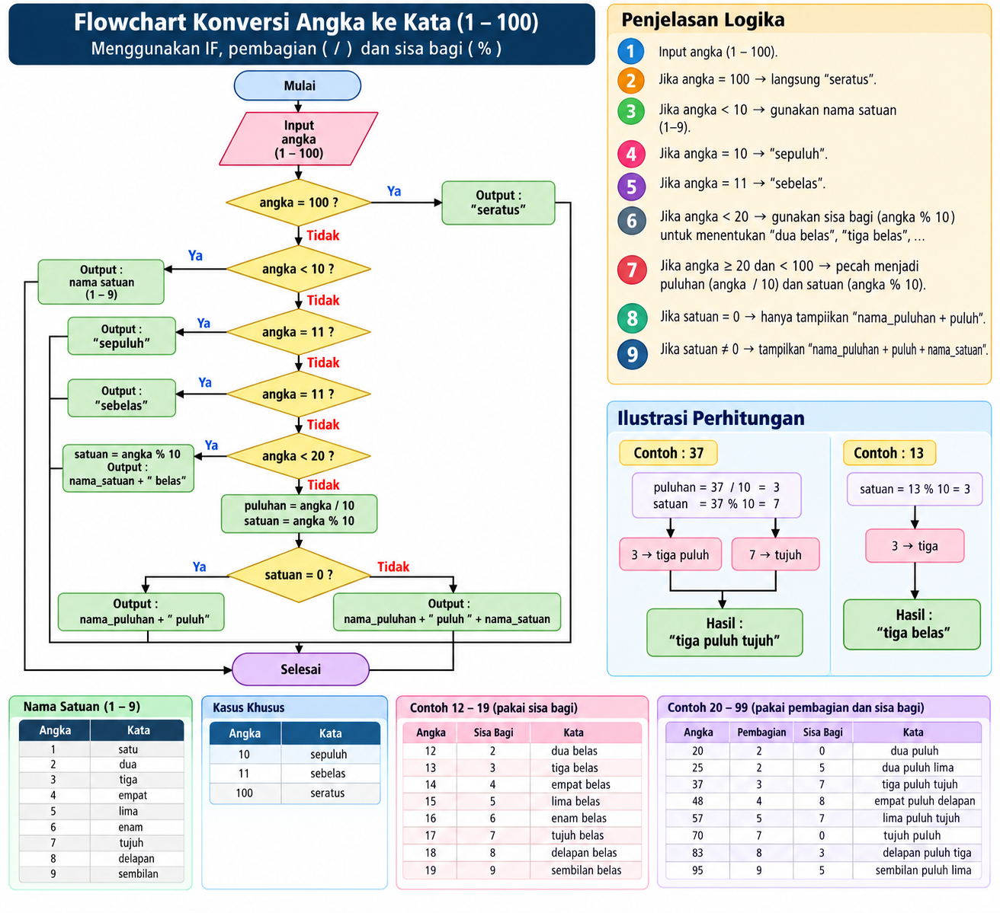 Flowchart Konversi Angka ke Kata (1 – 100)
Menggunakan IF, pembagian ( / ) dan sisa bagi ( % )
Mulai
Input
angka
(1 – 100)
angka = 100 ?
Ya
Output :
"seratus"
Tidak
angka < 10 ?
Ya
Output :
nama satuan
(1 – 9)
Tidak
angka = 11 ?
Ya
Output :
"sepuluh"
Tidak
angka = 11 ?
Ya
Output :
"sebelas"
Tidak
angka < 20 ?
Ya
satuan = angka % 10
Output :
nama_satuan + " belas"
Tidak
puluhan = angka / 10
satuan = angka % 10
satuan = 0 ?
Ya
Tidak
Output :
nama_puluhan + " puluh"
Output :
nama_puluhan + " puluh " + nama_satuan
Selesai
Penjelasan Logika
1 Input angka (1 – 100).
2 Jika angka = 100 → langsung "seratus".
3 Jika angka < 10 → gunakan nama satuan
(1–9).
4 Jika angka = 10 → "sepuluh".
5 Jika angka = 11 → "sebelas".
6 Jika angka < 20 → gunakan sisa bagi (angka % 10)
untuk menentukan "dua belas", "tiga belas", ...
7 Jika angka ≥ 20 dan < 100 → pecah menjadi
puluhan (angka / 10) dan satuan (angka % 10).
8 Jika satuan = 0 → hanya tampiikan "nama_puluhan + puluh".
9 Jika satuan ≠ 0 → tampilkan "nama_puluhan + puluh + nama_satuan".
Ilustrasi Perhitungan
Contoh : 37
puluhan = 37 / 10 = 3
satuan = 37 % 10 = 7
3 → tiga puluh
7 → tujuh
Hasil :
"tiga puluh tujuh"
Contoh : 13
satuan = 13 % 10 = 3
3 → tiga
Hasil :
"tiga belas"
Nama Satuan (1 – 9)
Angka Kata
1 satu
2 dua
3 tiga
4 empat
5 lima
6 enam
7 tujuh
8 delapan
9 sembilan
Kasus Khusus
Angka Kata
10 sepuluh
11 sebelas
100 seratus
Contoh 12 – 19 (pakai sisa bagi)
Angka Sisa Bagi Kata
12 2 dua belas
13 3 tiga belas
14 4 empat belas
15 5 lima belas
16 6 enam belas
17 7 tujuh belas
18 8 delapan belas
19 9 sembilan belas
Contoh 20 – 99 (pakai pembagian dan sisa bagi)
Angka Pembagian Sisa Bagi Kata
20 2 0 dua puluh
25 2 5 dua puluh lima
37 3 7 tiga puluh tujuh
48 4 8 empat puluh delapan
57 5 7 lima puluh tujuh
70 7 0 tujuh puluh
83 8 3 delapan puluh tiga
95 9 5 sembilan puluh lima